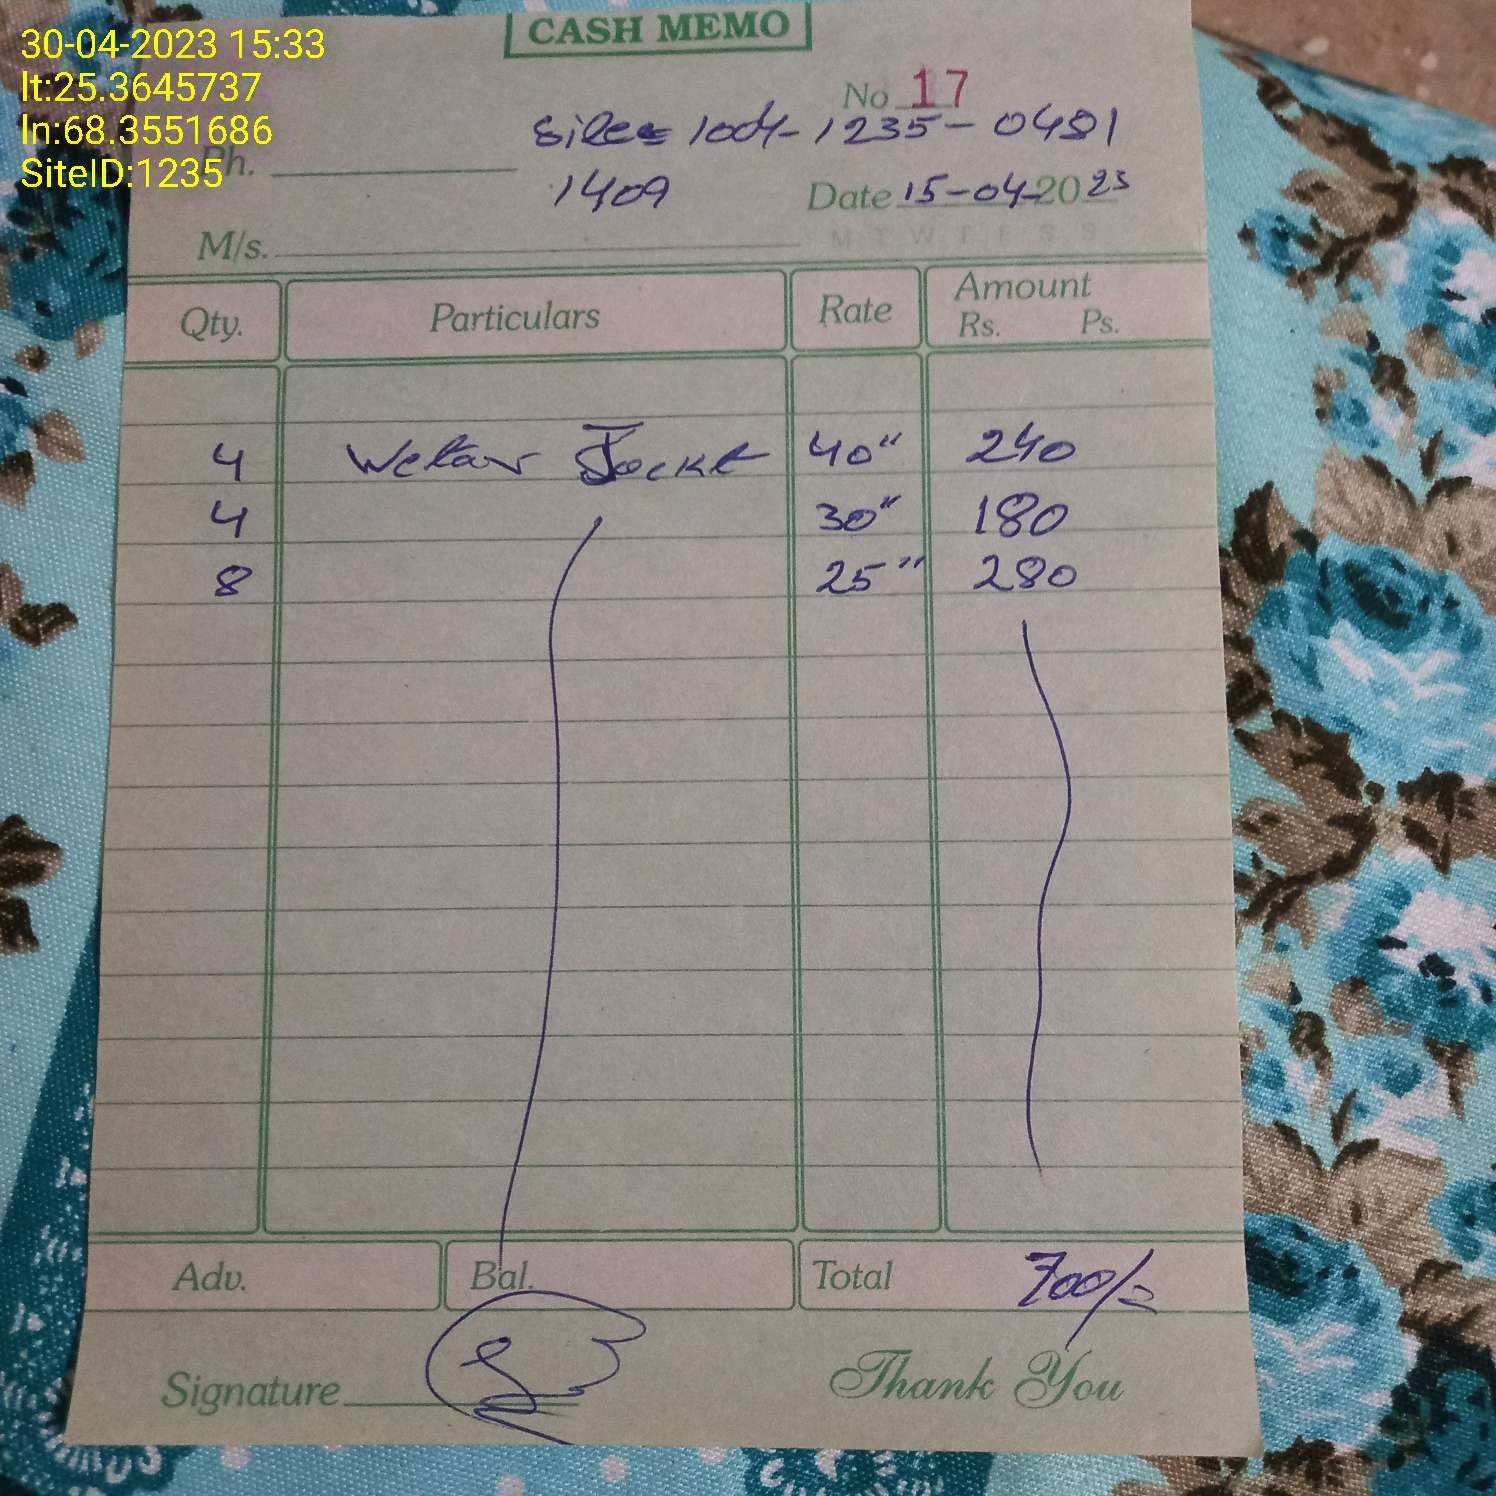 30-04-2023 15:33
lt:25.3645737
ln:68.3551686
SiteID:1235
CASH MEMO
No 17
1004-1235-0481
Ph.
1409
Date 15-04-2023
M/s.
M T W T F S S
Qty. Particulars Rate Amount
Rs. Ps.
4 40" 240
4 30" 180
8 25" 280
Adv. Bal. Total 700/=
Signature Thank You